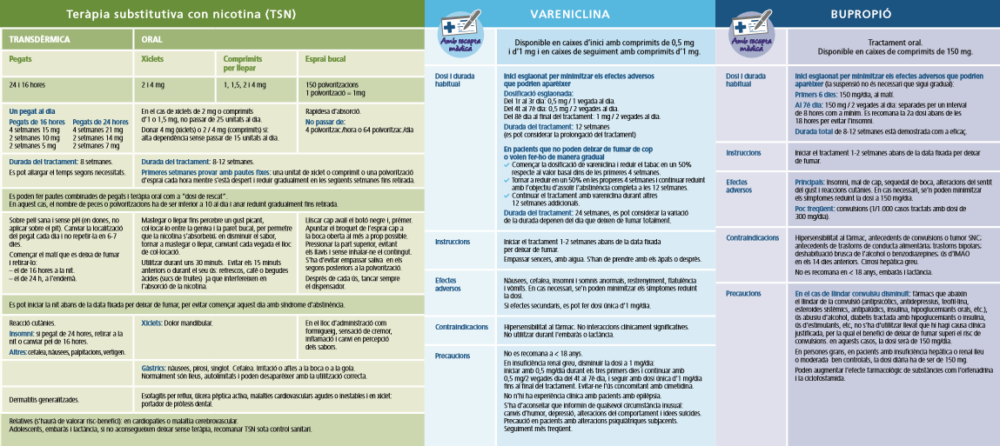 Teràpia substitutiva con nicotina (TSN)
TRANSDÈRMICA
ORAL
Pegats
Xiclets
Comprimits
per llepar
Esprai bucal
24 i 16 hores
2 i 4 mg
1, 1,5, 2 i 4 mg
150 polvoritzacions
1 polvorització = 1mg
Un pegat al dia
Pegats de 16 hores
4 setmanes 15 mg
2 setmanes 10 mg
2 setmanes 5 mg
Pegats de 24 hores
4 setmanes 21 mg
2 setmanes 14 mg
2 setmanes 7 mg
En el cas de xiclets de 2 mg o comprimits
d'1 o 1,5 mg, no passar de 25 unitats al dia.
Donar 4 mg (xiclets) o 2 / 4 mg (comprimits) si:
alta dependència sense passar de 15 unitats al dia.
Rapidesa d'absorció.
No passar de:
4 polvoritzac./hora o 64 polvoritzac./dia
Durada del tractament: 8 setmanes.
Es pot allargar el temps segons necessitats.
Durada del tractament: 8-12 setmanes.
Primeres setmanes provar amb pautes fixes: una unitat de xiclet o comprimit o una polvorització
d'esprai cada hora mentre s'està despert i reduir gradualment en les següents setmanes fins retirada.
Es poden fer pautes combinades de pegats i teràpia oral com a "dosi de rescat".
En aquest cas, el nombre de peces o polvoritzacions ha de ser inferior a 10 al dia i anar reduint gradualment fins retirada.
Sobre pell sana i sense pèl (en dones, no
aplicar sobre el pit). Canviar la localització
del pegat cada dia i no repetir-la en 6-7
dies.
Començar el matí que es deixa de fumar
i retirar-lo:
– el de 16 hores a la nit.
– el de 24 h, a l'endemà.
Mastegar o llepar fins percebre un gust picant,
col·locar-lo entre la geniva i la paret bucal, per permetre
que la nicotina s'absorbeixi: en disminuir el sabor,
tornar a mastegar o llepar, canviant cada vegada el lloc
de col·locació.
Utilitzar durant uns 30 minuts. Evitar els 15 minuts
anteriors o durant el seu ús: refrescs, café o begudes
àcides (sucs de fruites) ja que interfereixen en
l'absorció de la nicotina.
Lliscar cap avall el botó negre i, prémer.
Apuntar el broquet de l'esprai cap a
la boca oberta al més a prop possible.
Pressionar la part superior, evitant
els llavis i sense inhalar-ne el contingut.
S'ha d'evitar empassar saliva en els
segons posteriors a la polvorització.
Després de cada ús, tancar sempre
el dispensador.
Es pot iniciar la nit abans de la data fixada per deixar de fumar, per evitar començar aquest dia amb síndrome d'abstinència.
Reacció cutànies.
Insomni: si pegat de 24 hores, retirar a la
nit o canviar pel de 16 hores.
Altres: cefalea, nàusees, palpitacions, vertigen.
Xiclets: Dolor mandibular.
En el lloc d'administració com
formigueig, sensació de cremor,
inflamació i canvi en percepció
dels sabors.
Gàstrics: nàusees, pirosi, singlot. Cefalea. Irritació o aftes a la boca o a la gola.
Normalment són lleus, autolimitats i poden desaparèixer amb la utilització correcta.
Dermatitis generalitzades.
Esofagitis per reflux, úlcera pèptica activa, malalties cardiovasculars agudes o inestables i en xiclet:
portador de pròtesis dental.
Relatives (s'haurà de valorar risc-benefici): en cardiopaties o malaltia cerebrovascular.
Adolescents, embaràs i lactància, si no aconsegueixen deixar sense teràpia, recomanar TSN sota control sanitari.
VARENICLINA
Amb recepta
mèdica
Disponible en caixes d'inici amb comprimits de 0,5 mg
i d'1 mg i en caixes de seguiment amb comprimits d'1 mg.
Dosi i durada
habitual
Inici esglaonat per minimitzar els efectes adversos
que podrien aparèixer
Dosificació esglaonada:
Del 1r al 3r dia: 0,5 mg / 1 vegada al dia.
Del 4t al 7è dia: 0,5 mg / 2 vegades al dia.
Del 8è dia al final del tractament: 1 mg / 2 vegades al dia.
Durada del tractament: 12 setmanes
(es pot considerar la prolongació del tractament)
En pacients que no poden deixar de fumar de cop
o volen fer-ho de manera gradual
✓ Començar la dosificació de vareniclina i reduir el tabac en un 50%
respecte al valor basal dins de les primeres 4 setmanes.
✓ Tornar a reduir en un 50% en les properes 4 setmanes i continuar reduint
amb l'objectiu d'assolir l'abstinència completa a les 12 setmanes.
✓ Continuar el tractament amb vareniclina durant altres
12 setmanes addicionals.
Durada del tractament: 24 setmanes, es pot considerar la variació
de la durada depenen del dia que deixen de fumar totalment.
Instruccions
Iniciar el tractament 1-2 setmanes abans de la data fixada
per deixar de fumar.
Empassar sencers, amb aigua. S'han de prendre amb els àpats o després.
Efectes
adversos
Nàusees, cefalea, insomni i somnis anormals, restrenyiment, flatulència
i vòmits. En cas necessari, se'n poden minimitzar els símptomes reduint
la dosi.
Si efectes secundaris, es pot fer dosi única d'1 mg/dia.
Contraindicacions
Hipersensibilitat al fàrmac. No interaccions clínicament significatives.
No utilitzar durant l'embaràs o lactància.
Precaucions
No es recomana a < 18 anys.
En insuficiència renal greu, disminuir la dosi a 1 mg/dia:
iniciar amb 0,5 mg/dia durant els tres primers dies i continuar amb
0,5 mg/2 vegades dia del 4t al 7è dia, i seguir amb dosi única d'1 mg/dia
fins al final del tractament. Evitar-ne l'ús concomitant amb cimetidina.
No n'hi ha experiència clínica amb pacients amb epilèpsia.
S'ha d'aconsellar que informin de qualsevol circumstància inusual:
canvis d'humor, depressió, alteracions del comportament i idees suïcides.
Precaució en pacients amb alteracions psiquiàtriques subjacents.
Seguiment més freqüent.
BUPROPIÓ
Amb recepta
mèdica
Tractament oral.
Disponible en comprimits de 150 mg.
Dosi i durada
habitual
Inici esglaonat per minimitzar els efectes adversos que podrien
aparèixer (la suspensió no és necesari que sigui gradual):
Primers 6 dies: 150 mg/dia, al matí.
Al 7è dia: 150 mg / 2 vegades al dia: separades per un interval
de 8 hores com a mínim. Es recomana la 2a dosi abans de les
18 hores per evitar l'insomni.
Durada total de 8-12 setmanes està demostrada com a eficaç.
Instruccions
Iniciar el tractament 1-2 setmanes abans de la data fixada per deixar
de fumar.
Efectes
adversos
Principals: insomni, mal de cap, sequedat de boca, alteracions del sentit
del gust i reaccions cutànies. En cas necessari, se'n poden minimitzar
els símptomes reduint la dosi a 150 mg/dia.
Poc freqüent: convulsions (1/1.000 casos tractats amb dosi de
300 mg/dia).
Contraindicacions
Hipersensibilitat al fàrmac, antecedents de convulsions o tumor SNC;
antecedents de trastorns de conducta alimentària; trastorns bipolars;
deshabituació brusca de l'alcohol o benzodiazepines; ús d'IMAO
en els 14 dies anteriors. Cirrosi hepàtica greu.
No es recomana en < 18 anys, embaràs i lactància.
Precaucions
En el cas de llindar convulsiu disminuït: fàrmacs que abaixin
el llindar de la convulsió (antipsicòtics, antidepressius, teofil·lina,
esteroides sistèmics, antipalúdics, insulina, hipoglucemiants orals, etc.),
ús abusiu d'alcohol, diabetis tractada amb hipoglucemiants o insulina,
ús d'estimulants, etc, no s'ha d'utilitzar llevat que hi hagi causa clínica
justificada, per la qual el benefici de deixar de fumar superi el risc de
convulsions. en aquests casos, la dosi serà de 150 mg/dia.
En persones grans, en pacients amb insuficiència hepàtica o renal lleu
o moderada ben controlats, la dosi diària ha de ser de 150 mg.
Poden augmentar l'efecte farmacològic de substàncies com l'orfenadrina
i la ciclofosfamida.